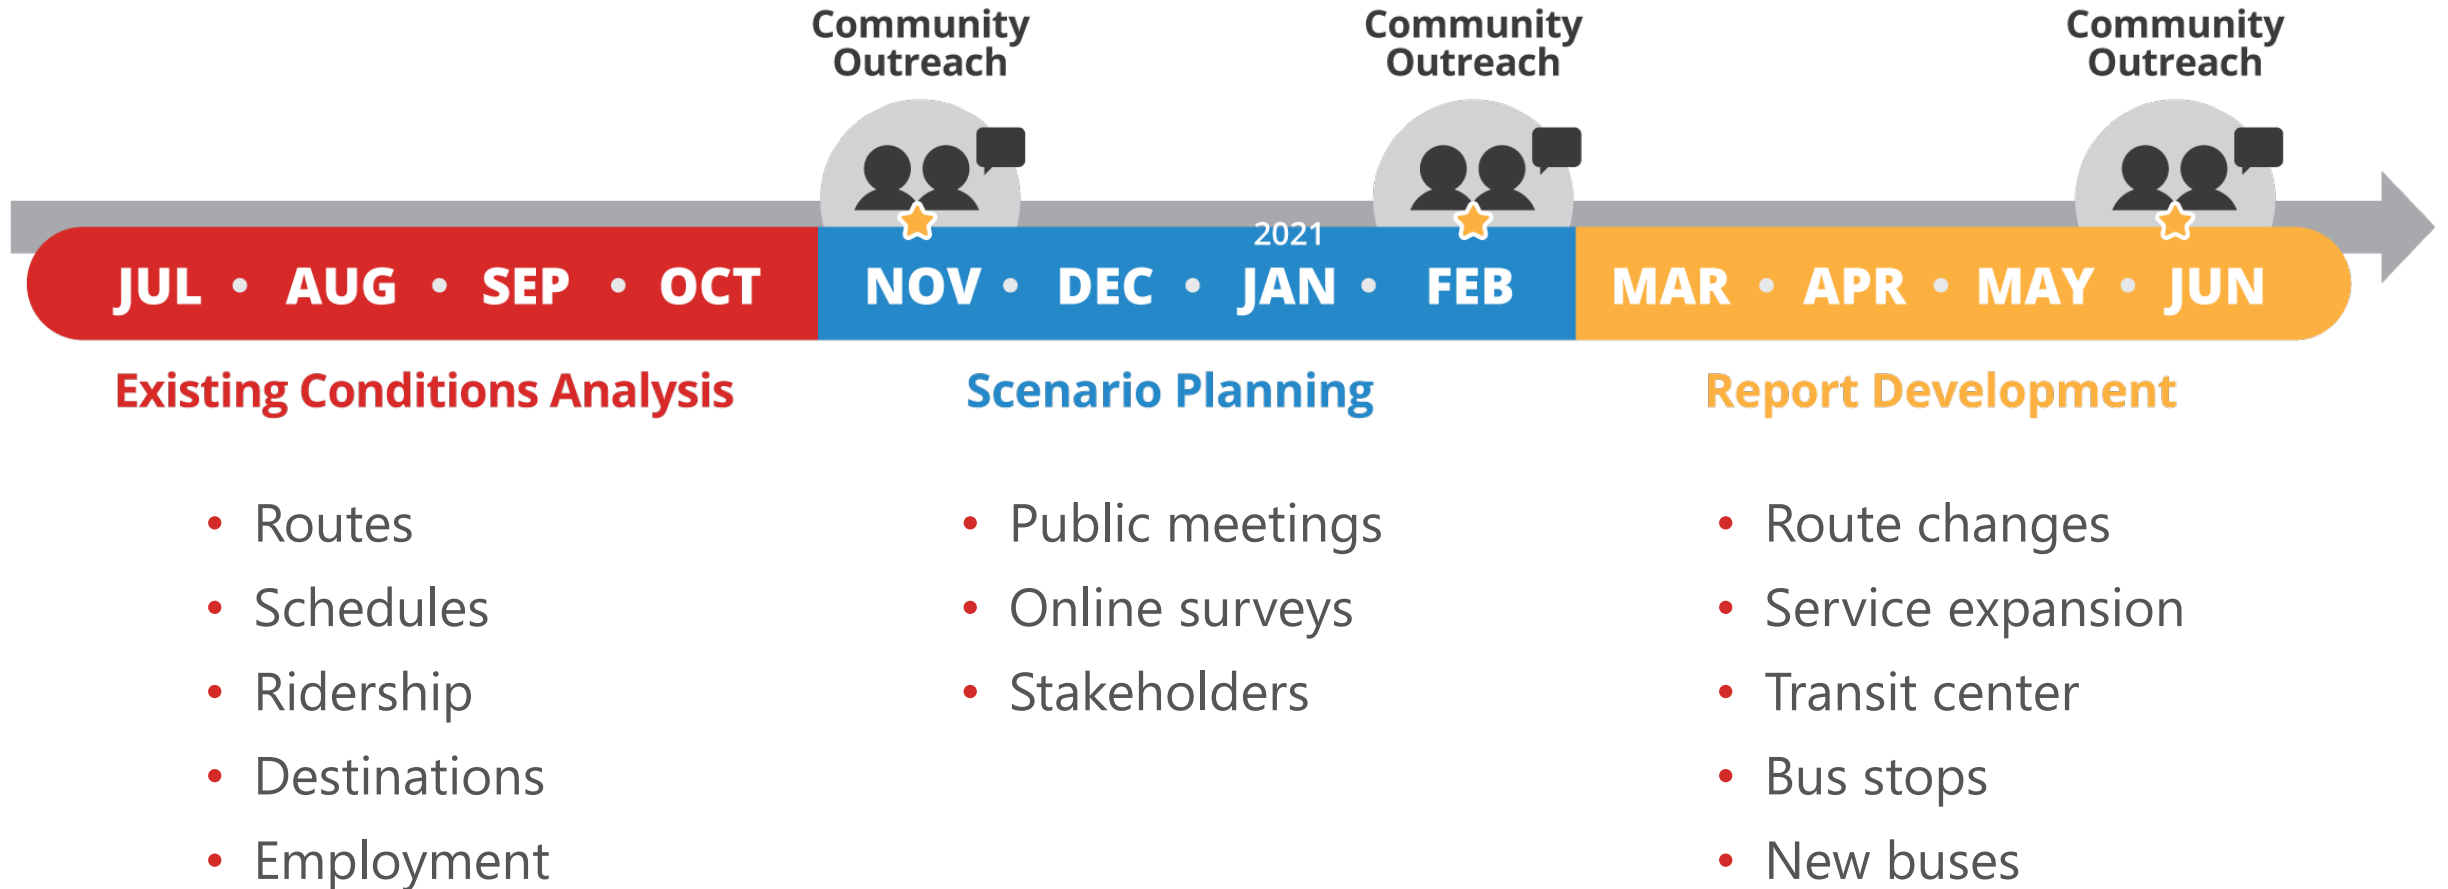 Community
Outreach
Community
Outreach
Community
Outreach
2021
JUL • AUG • SEP • OCT NOV • DEC • JAN • FEB MAR • APR • MAY • JUN
Existing Conditions Analysis
Scenario Planning
Report Development
• Routes
• Schedules
• Ridership
• Destinations
• Employment
• Public meetings
• Online surveys
• Stakeholders
• Route changes
• Service expansion
• Transit center
• Bus stops
• New buses